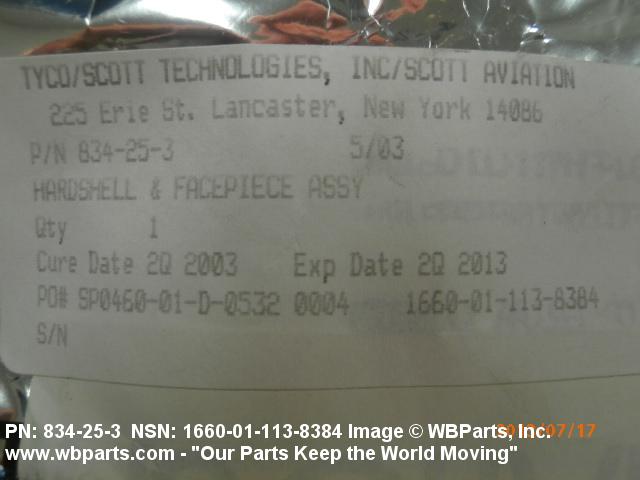 TYCO/SCOTT TECHNOLOGIES, INC/SCOTT AVIATION
225 Erie St. Lancaster, New York 14086
P/N 834-25-3 5/03
HARDSHELL & FACEPIECE ASSY
Qty 1
Cure Date 2Q 2003 Exp Date 2Q 2013
PO# SP0460-01-D-0532 0004 1660-01-113-8384
S/N
PN: 834-25-3 NSN: 1660-01-113-8384 Image © WBParts, Inc.
www.wbparts.com - "Our Parts Keep the World Moving"